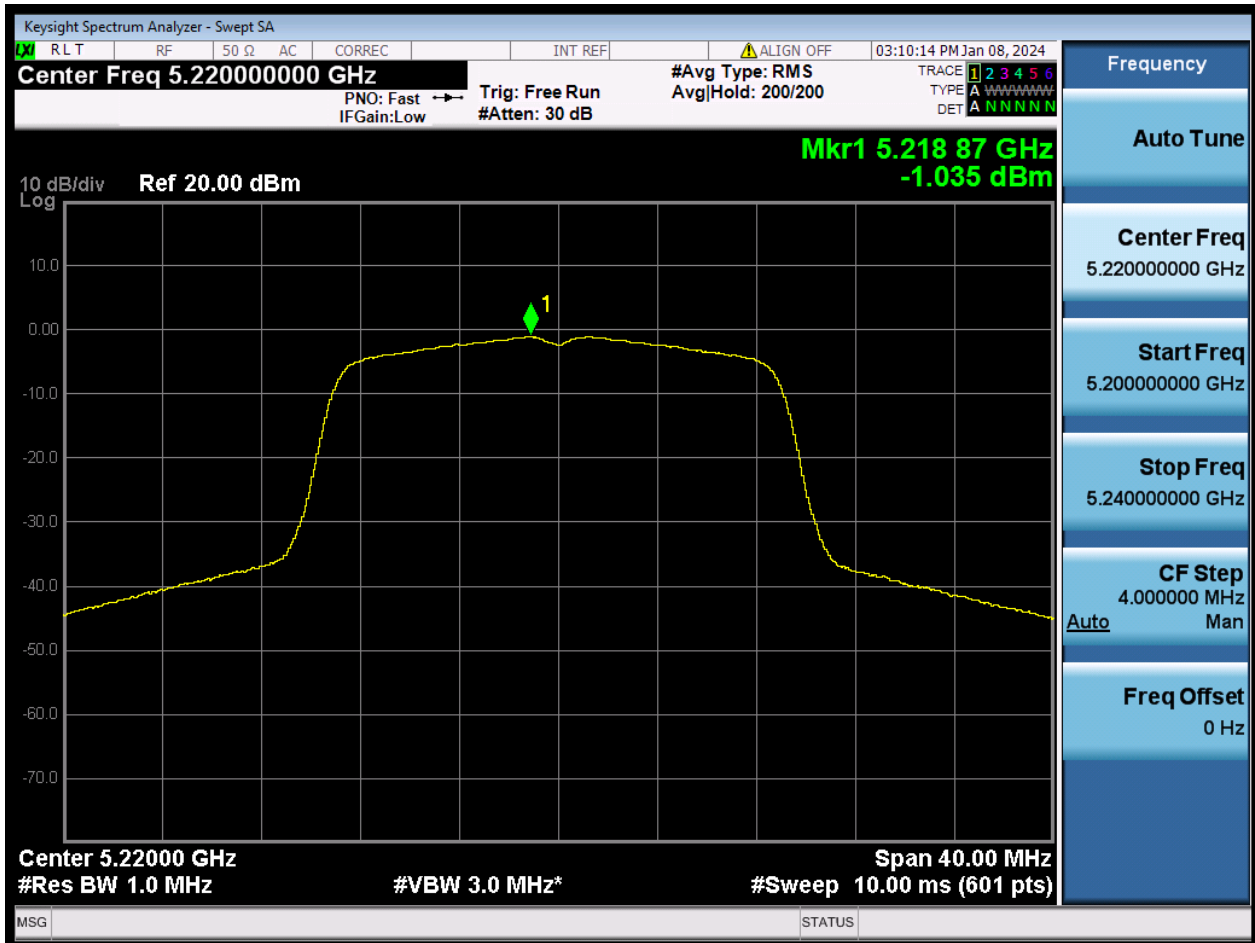 Keysight Spectrum Analyzer - Swept SA
LXI RLT RF 50 Ω AC CORREC INT REF ALIGN OFF 03:10:14 PM Jan 08, 2024
Center Freq 5.220000000 GHz
PNO: Fast
IFGain:Low
Trig: Free Run
#Atten: 30 dB
#Avg Type: RMS
Avg|Hold: 200/200
TRACE 1 2 3 4 5 6
TYPE A WWWWW
DET A N N N N N
Mkr1 5.218 87 GHz
-1.035 dBm
10 dB/div Ref 20.00 dBm
Log
10.0
0.00
-10.0
-20.0
-30.0
-40.0
-50.0
-60.0
-70.0
1
Center 5.22000 GHz Span 40.00 MHz
#Res BW 1.0 MHz #VBW 3.0 MHz* #Sweep 10.00 ms (601 pts)
MSG STATUS
Frequency
Auto Tune
Center Freq
5.220000000 GHz
Start Freq
5.200000000 GHz
Stop Freq
5.240000000 GHz
CF Step
4.000000 MHz
Auto Man
Freq Offset
0 Hz